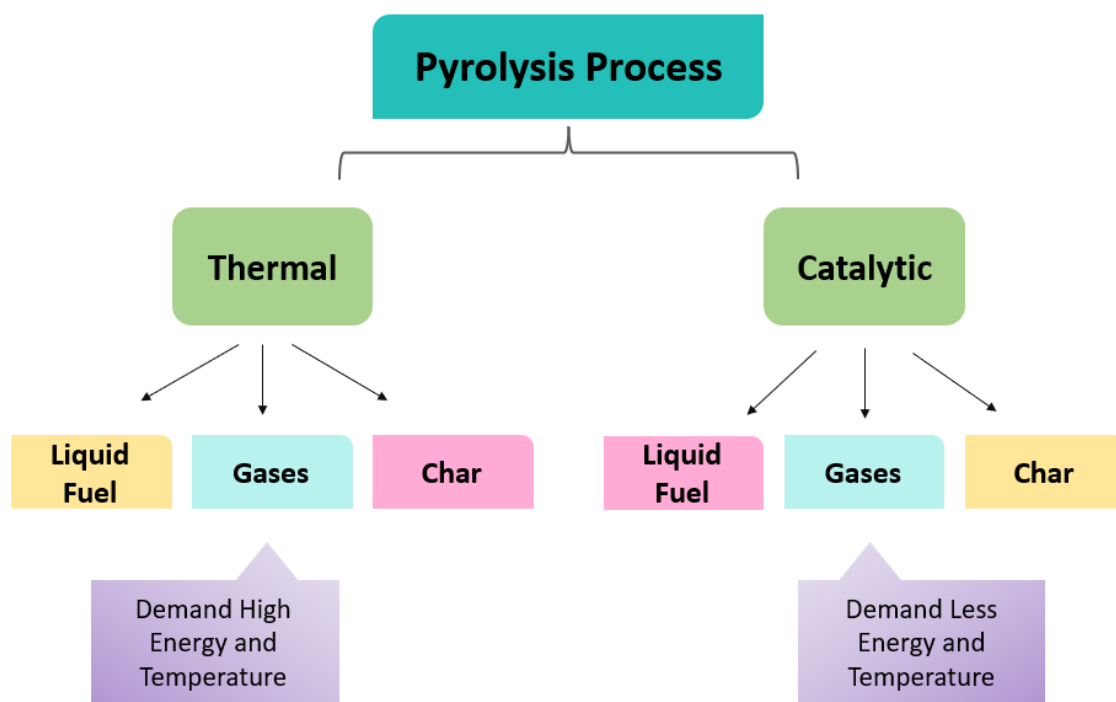 Pyrolysis Process
Thermal
Catalytic
Liquid
Fuel
Gases
Char
Liquid
Fuel
Gases
Char
Demand High
Energy and
Temperature
Demand Less
Energy and
Temperature